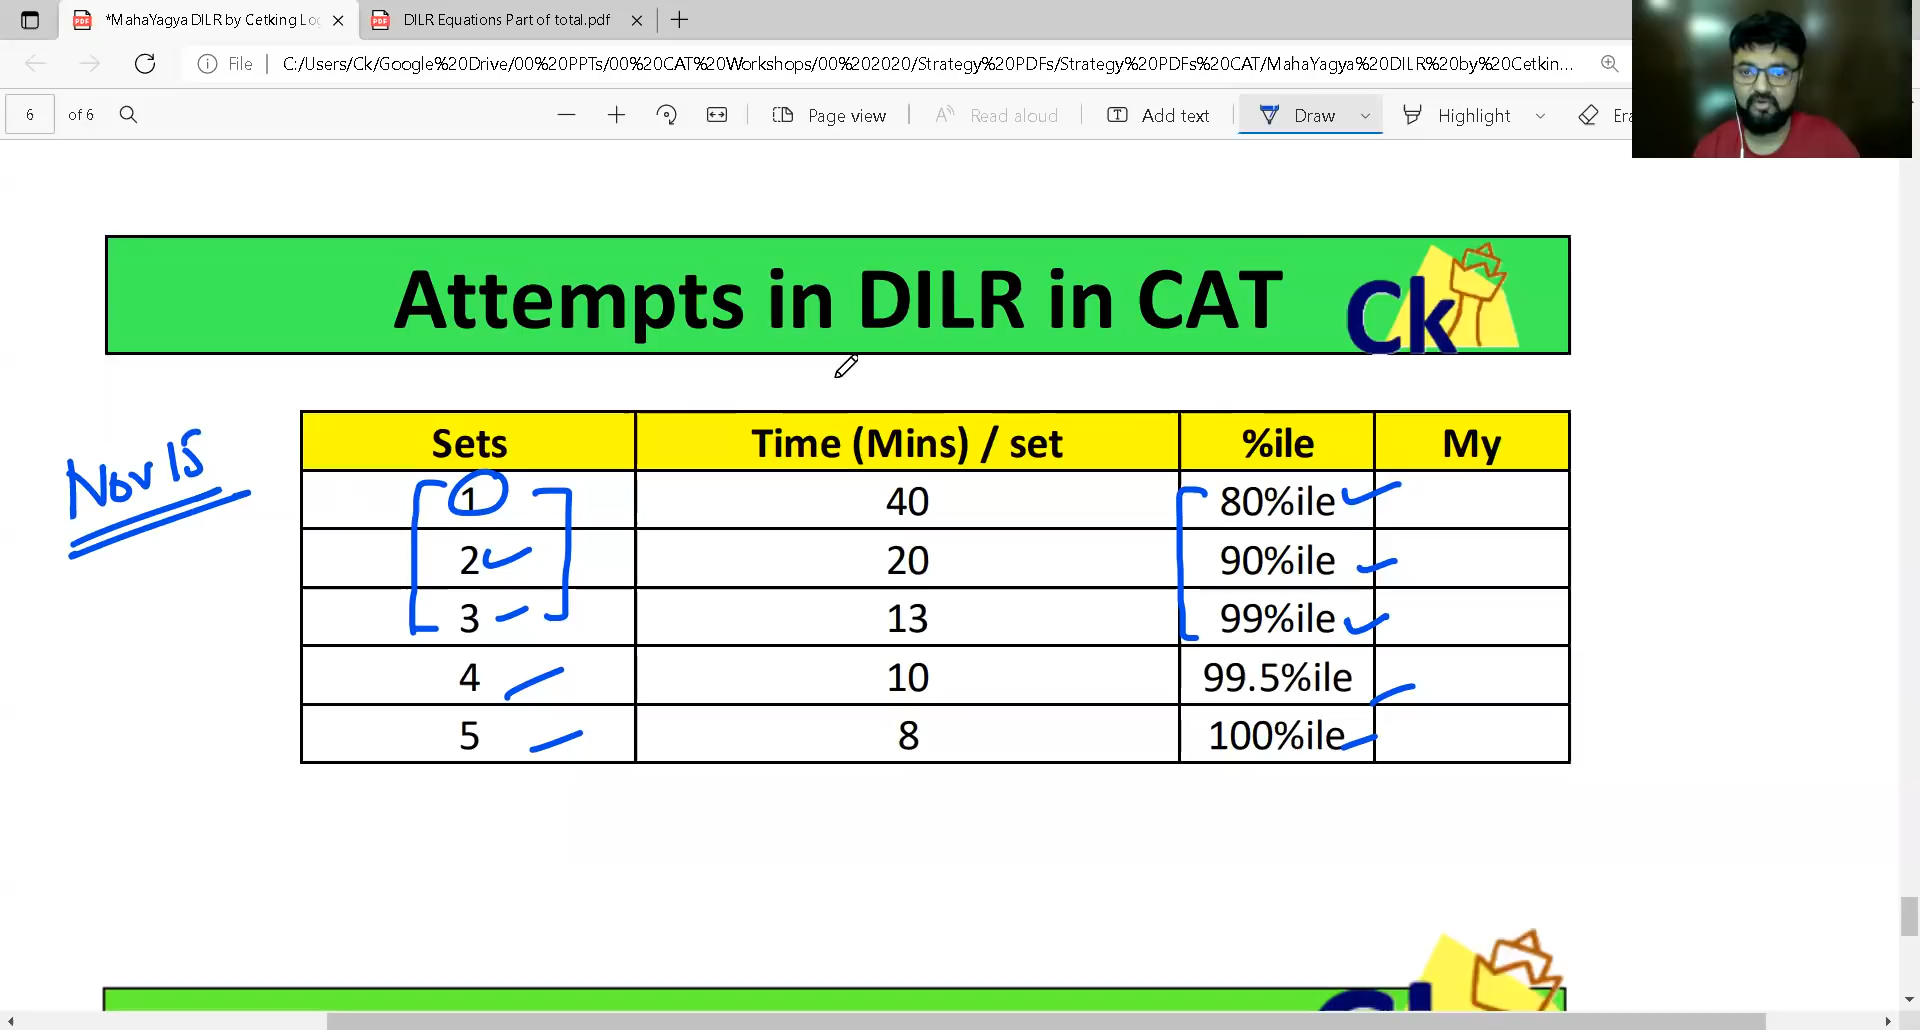 *MahaYagya DILR by Cetking Lo
DILR Equations Part of total.pdf
File
C:/Users/Ck/Google%20Drive/00%20PPTs/00%20CAT%20Workshops/00%202020/Strategy%20PDFs/Strategy%20PDFs%20CAT/MahaYagya%20DILR%20by%20Cetkin...
6 of 6
Page view
Read aloud
Add text
Draw
Highlight
Era
Attempts in DILR in CAT
Ck
Nov 15
Sets Time (Mins) / set %ile My
1 40 80%ile
2 20 90%ile
3 13 99%ile
4 10 99.5%ile
5 8 100%ile